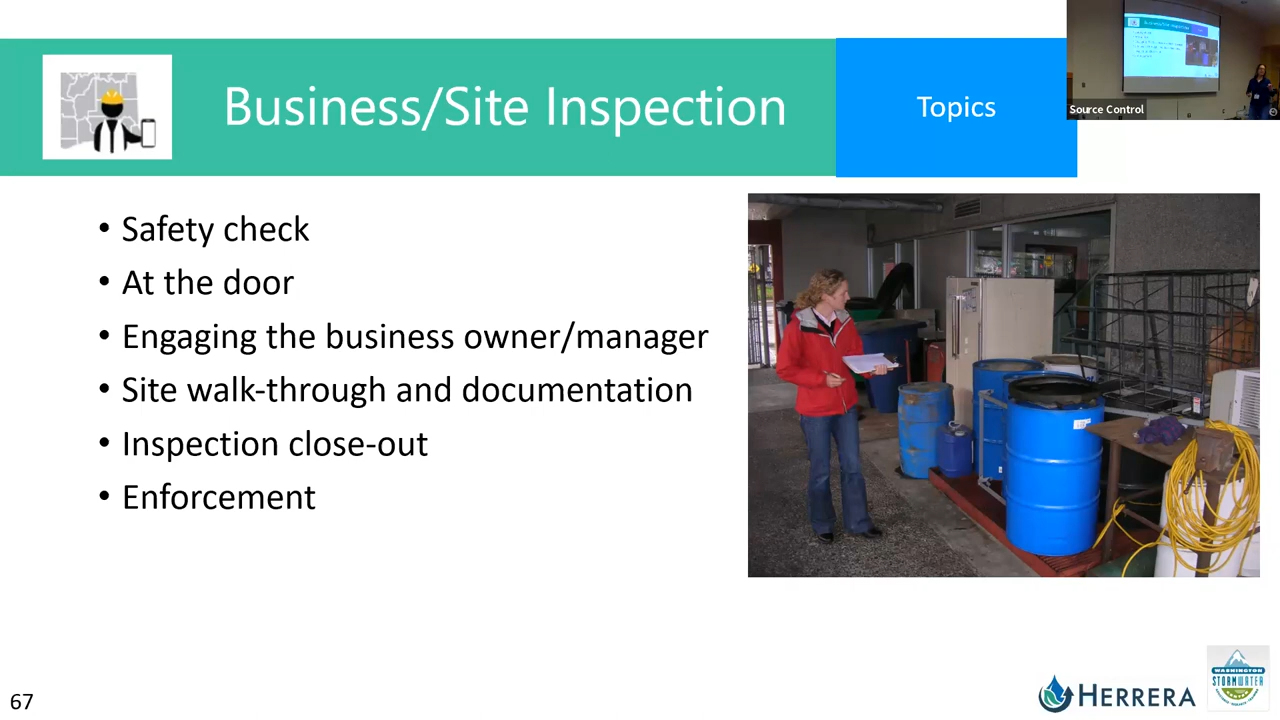 Business/Site Inspection
Topics
Source Control
• Safety check
• At the door
• Engaging the business owner/manager
• Site walk-through and documentation
• Inspection close-out
• Enforcement
67
HERRERA
WASHINGTON
STORMWATER
CENTER